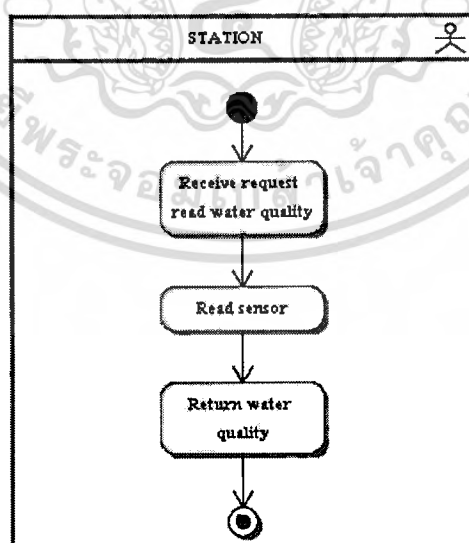 STATION
Receive request
read water quality
Read sensor
Return water
quality